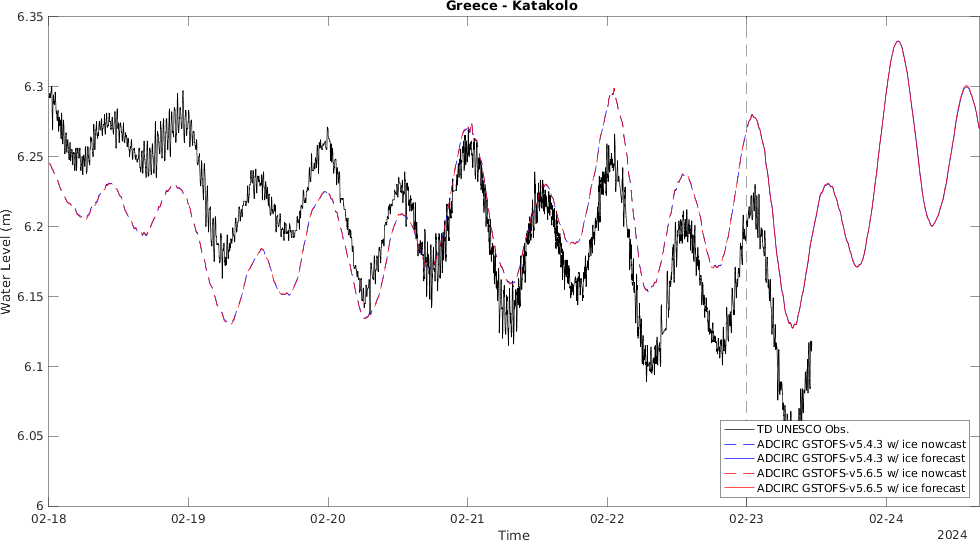 Greece - Katakolo
6.35
6.3
6.25
6.2
6.15
6.1
6.05
6
Water Level (m)
02-18 02-19 02-20 02-21 02-22 02-23 02-24
Time
2024
TD UNESCO Obs.
ADCIRC GSTOFS-v5.4.3 w/ ice nowcast
ADCIRC GSTOFS-v5.4.3 w/ ice forecast
ADCIRC GSTOFS-v5.6.5 w/ ice nowcast
ADCIRC GSTOFS-v5.6.5 w/ ice forecast